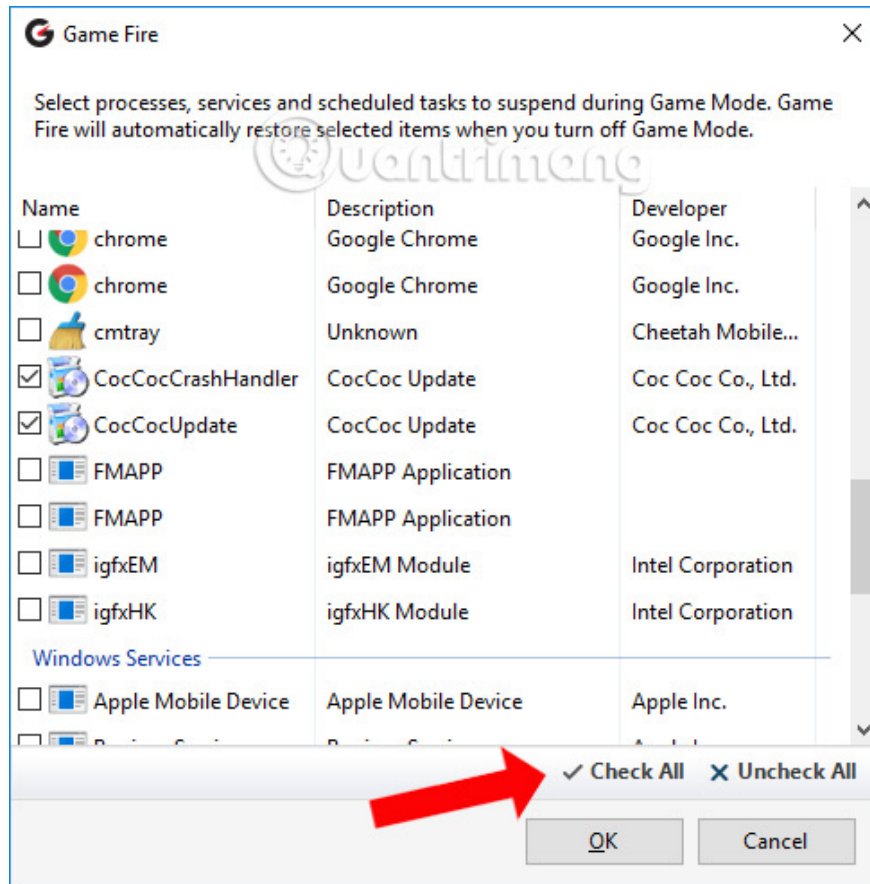 Game Fire
Select processes, services and scheduled tasks to suspend during Game Mode. Game
Fire will automatically restore selected items when you turn off Game Mode.
Quantrimang
Name Description Developer
chrome Google Chrome Google Inc.
chrome Google Chrome Google Inc.
cmtray Unknown Cheetah Mobile...
CocCocCrashHandler CocCoc Update Coc Coc Co., Ltd.
CocCocUpdate CocCoc Update Coc Coc Co., Ltd.
FMAPP FMAPP Application
FMAPP FMAPP Application
igfxEM igfxEM Module Intel Corporation
igfxHK igfxHK Module Intel Corporation
Windows Services
Apple Mobile Device Apple Mobile Device Apple Inc.
Check All Uncheck All
OK Cancel